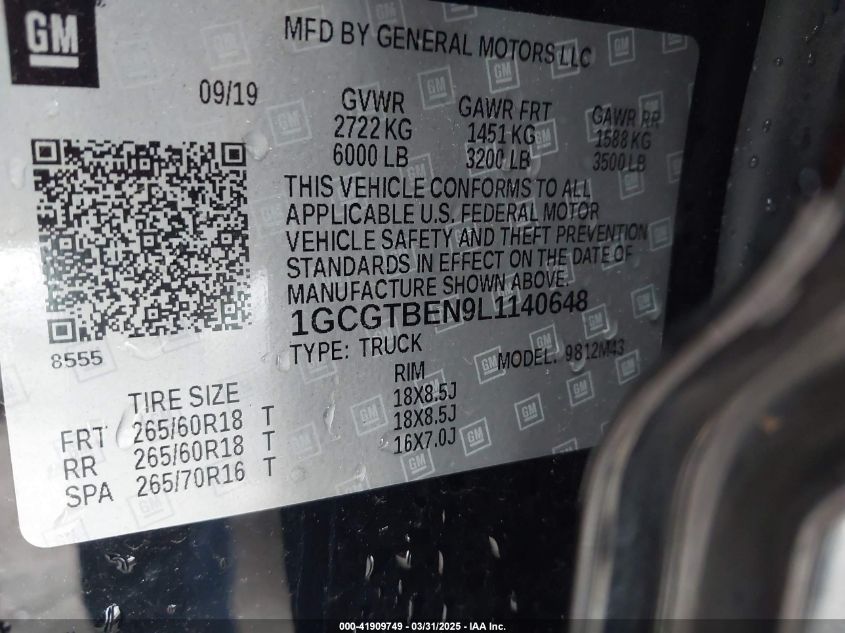 GM
MFD BY GENERAL MOTORS LLC
09/19
GVWR GAWR FRT GAWR RR
2722 KG 1451 KG 1588 KG
6000 LB 3200 LB 3500 LB
THIS VEHICLE CONFORMS TO ALL
APPLICABLE U.S. FEDERAL MOTOR
VEHICLE SAFETY AND THEFT PREVENTION
STANDARDS IN EFFECT ON THE DATE OF
MANUFACTURE SHOWN ABOVE.
1GCGTBEN9L1140648
8555
TYPE: TRUCK MODEL: 9812M43
TIRE SIZE RIM
FRT 265/60R18 T 18X8.5J
RR 265/60R18 T 18X8.5J
SPA 265/70R16 T 16X7.0J
000-41909749 - 03/31/2025 - IAA Inc.